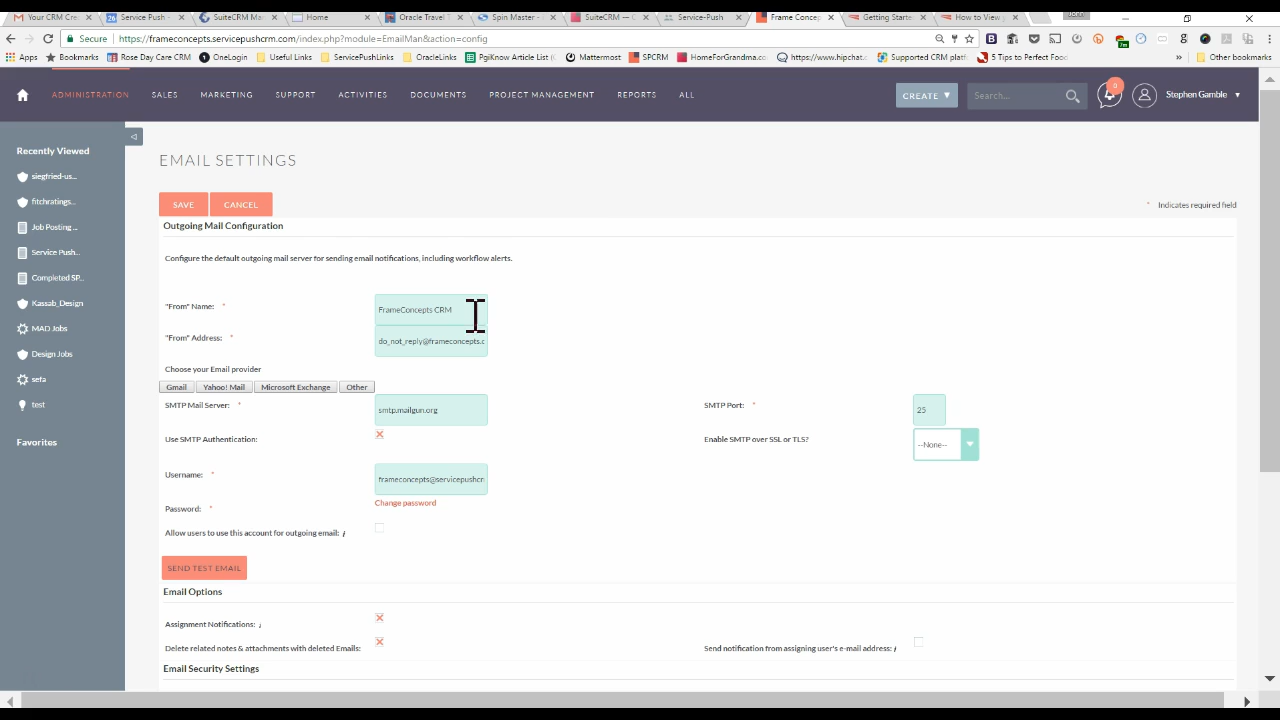 Your CRM Cre
Service Push
SuiteCRM Mar
Home
Oracle Travel T
Spin Master -
SuiteCRM — C
Service-Push
Frame Concep
Getting Starte
How to View y
Secure
https://frameconcepts.servicepushcrm.com/index.php?module=EmailMan&action=config
Apps
Bookmarks
Rose Day Care CRM
OneLogin
Useful Links
ServicePushLinks
OracleLinks
PgiKnow Article List (C
Mattermost
SPCRM
HomeForGrandma.co
https://www.hipchat.
Supported CRM platf
5 Tips to Perfect Foo
»
Other bookmarks
ADMINISTRATION
SALES
MARKETING
SUPPORT
ACTIVITIES
DOCUMENTS
PROJECT MANAGEMENT
REPORTS
ALL
CREATE
Search...
0
Stephen Gamble
Recently Viewed
siegfried-us...
fitchratings...
Job Posting ...
Service Push...
Completed SP...
Kassab_Design
MAD Jobs
Design Jobs
sefa
test
Favorites
EMAIL SETTINGS
SAVE
CANCEL
* Indicates required field
Outgoing Mail Configuration
Configure the default outgoing mail server for sending email notifications, including workflow alerts.
"From" Name: *
FrameConcepts CRM
"From" Address: *
do_not_reply@frameconcepts.c
Choose your Email provider
Gmail
Yahoo! Mail
Microsoft Exchange
Other
SMTP Mail Server: *
smtp.mailgun.org
SMTP Port: *
25
Use SMTP Authentication:
Enable SMTP over SSL or TLS?
--None--
Username: *
frameconcepts@servicepushcr
Password: *
Change password
Allow users to use this account for outgoing email: i
SEND TEST EMAIL
Email Options
Assignment Notifications: i
Delete related notes & attachments with deleted Emails:
Send notification from assigning user's e-mail address: i
Email Security Settings